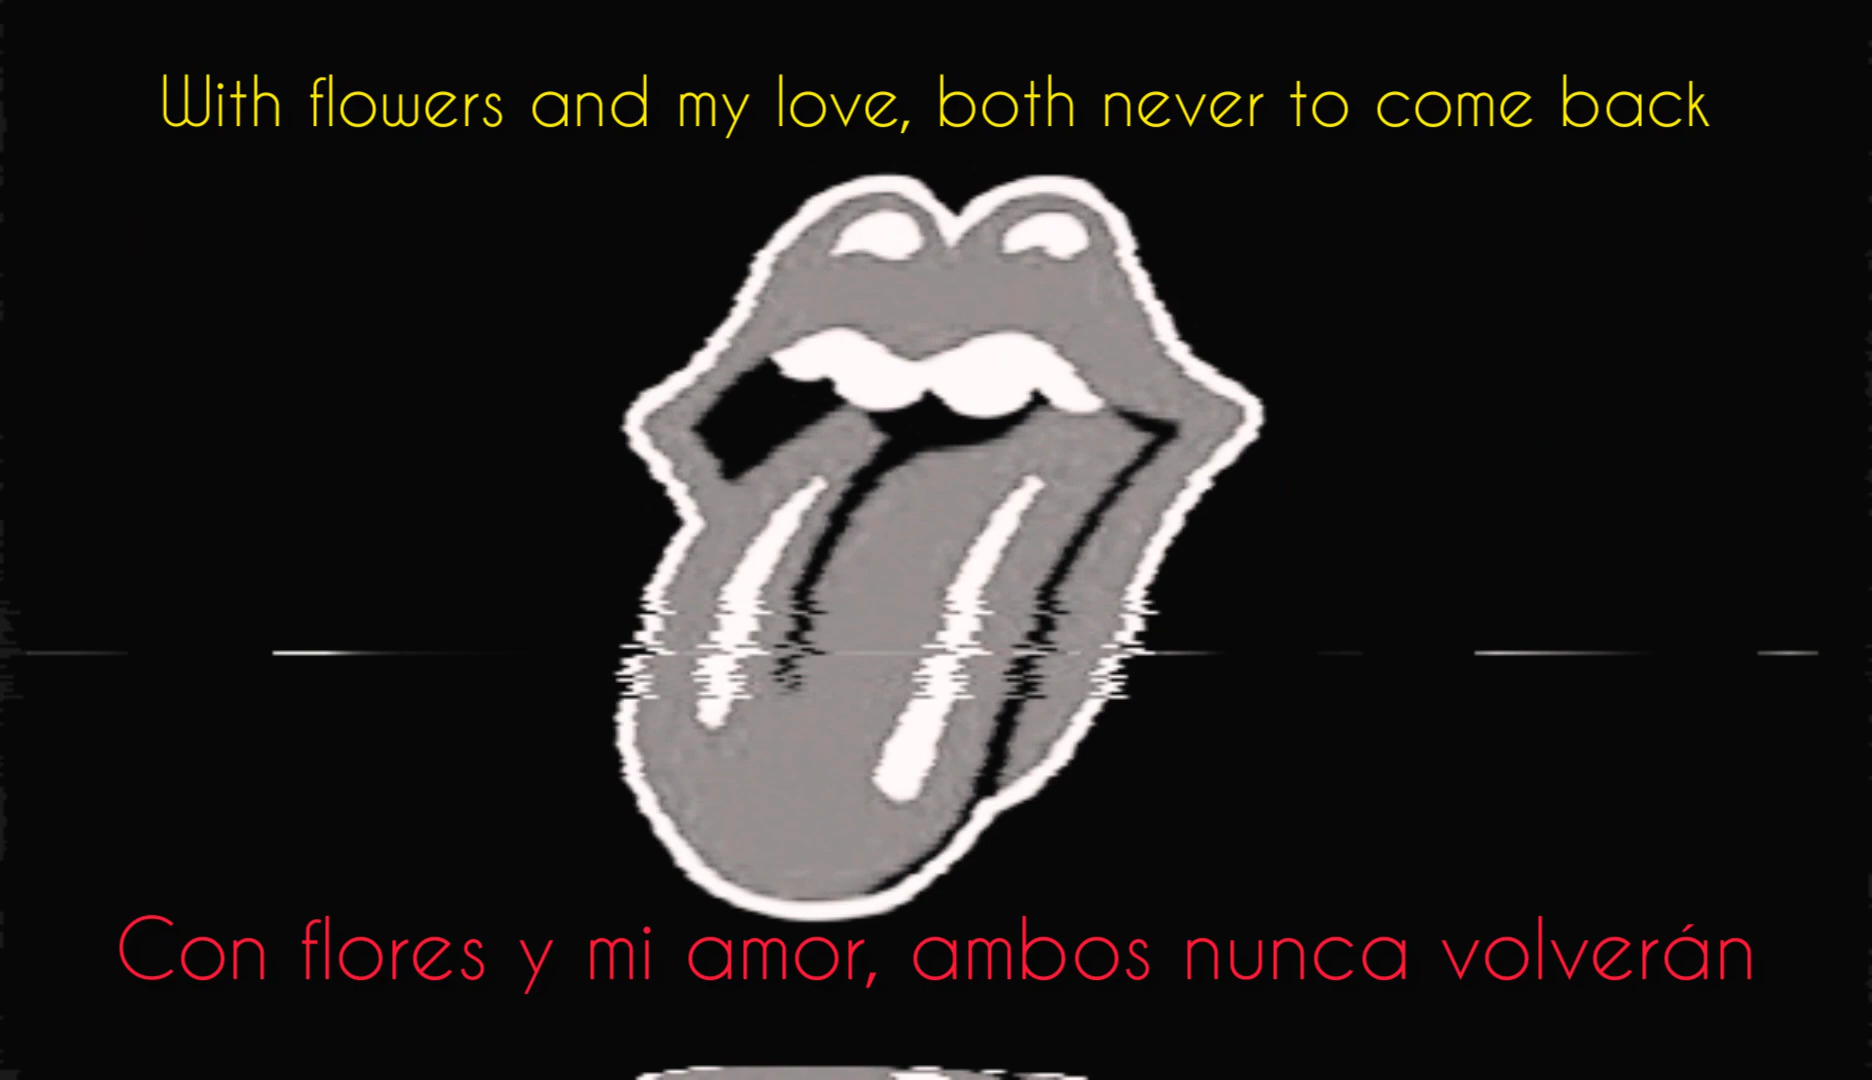 With flowers and my love, both never to come back
Con flores y mi amor, ambos nunca volverán